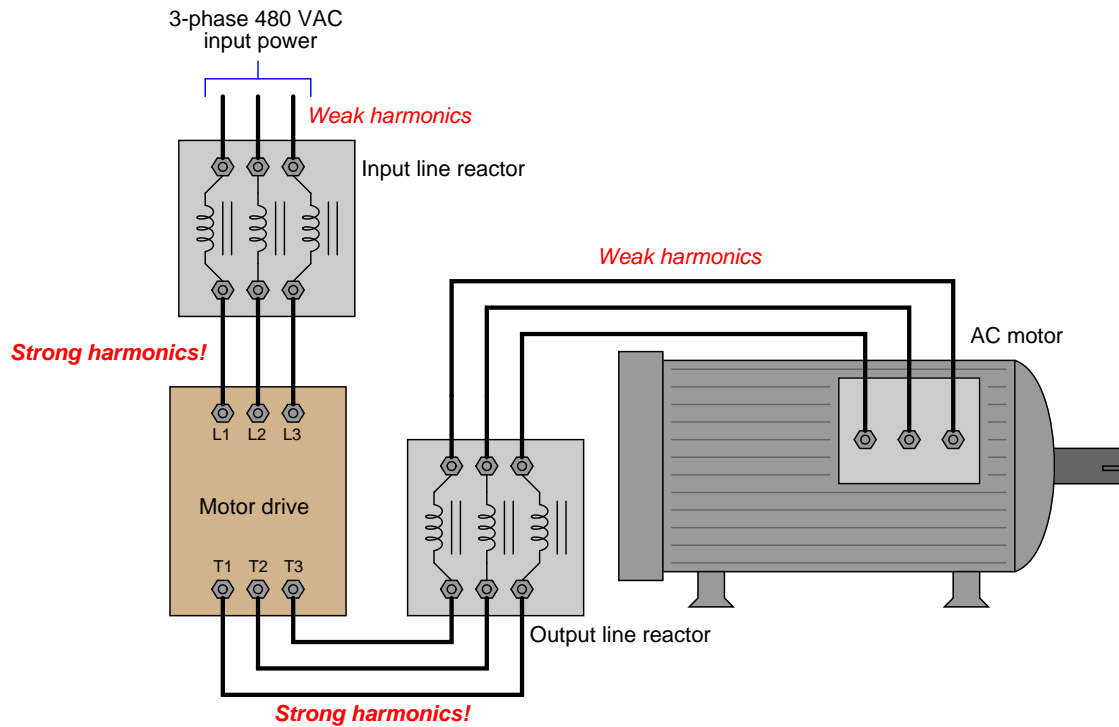 3-phase 480 VAC
input power
Weak harmonics
Input line reactor
Weak harmonics
AC motor
Strong harmonics!
L1 L2 L3
Motor drive
T1 T2 T3
Output line reactor
Strong harmonics!